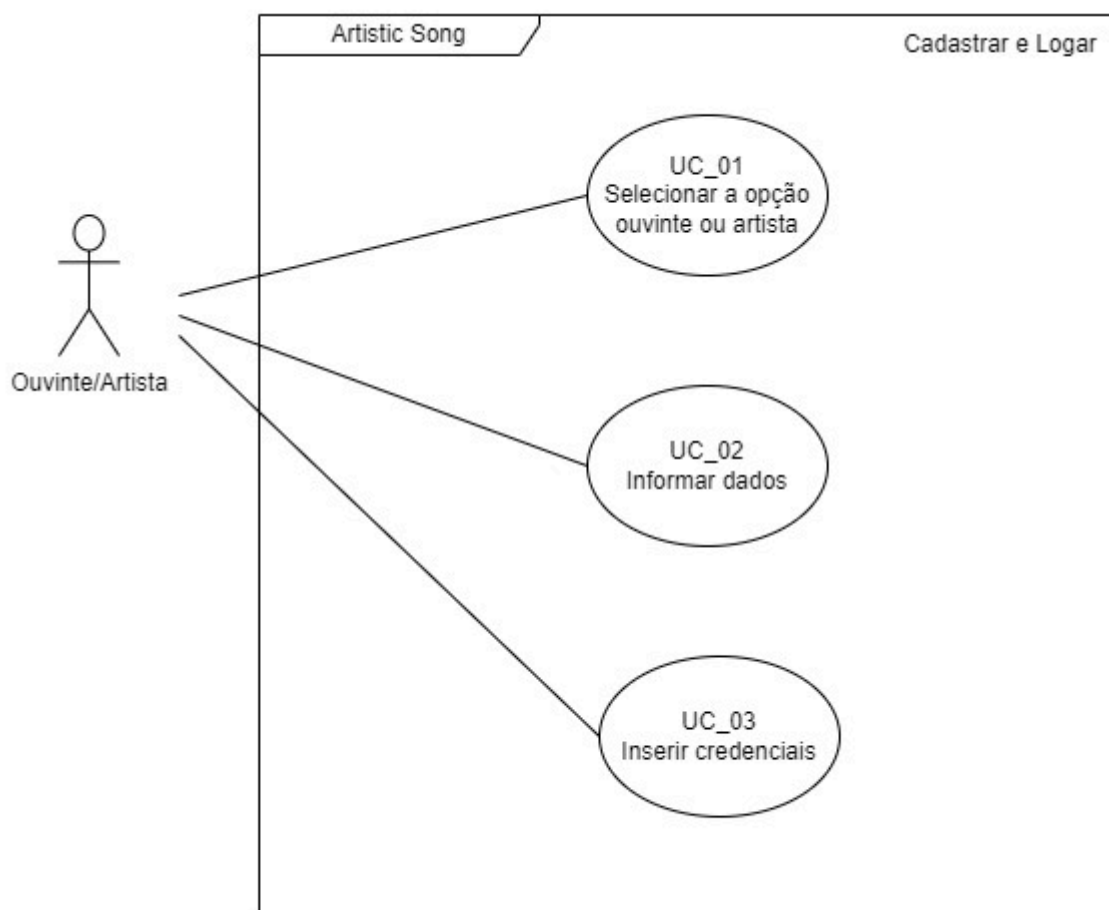 Artistic Song
Cadastrar e Logar
UC_01
Selecionar a opção
ouvinte ou artista
Ouvinte/Artista
UC_02
Informar dados
UC_03
Inserir credenciais